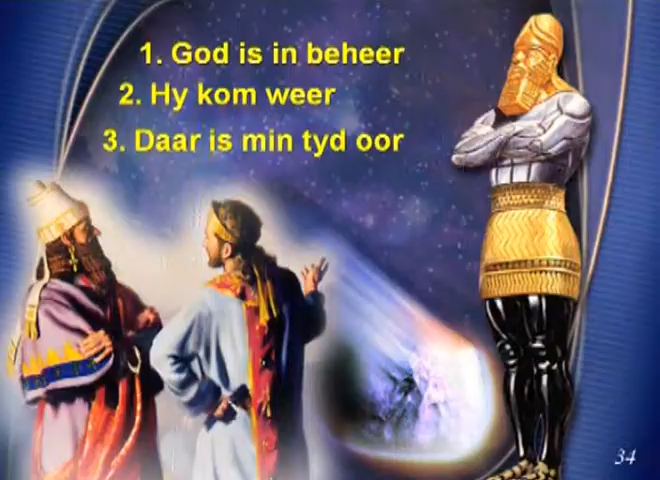 1. God is in beheer
2. Hy kom weer
3. Daar is min tyd oor
34